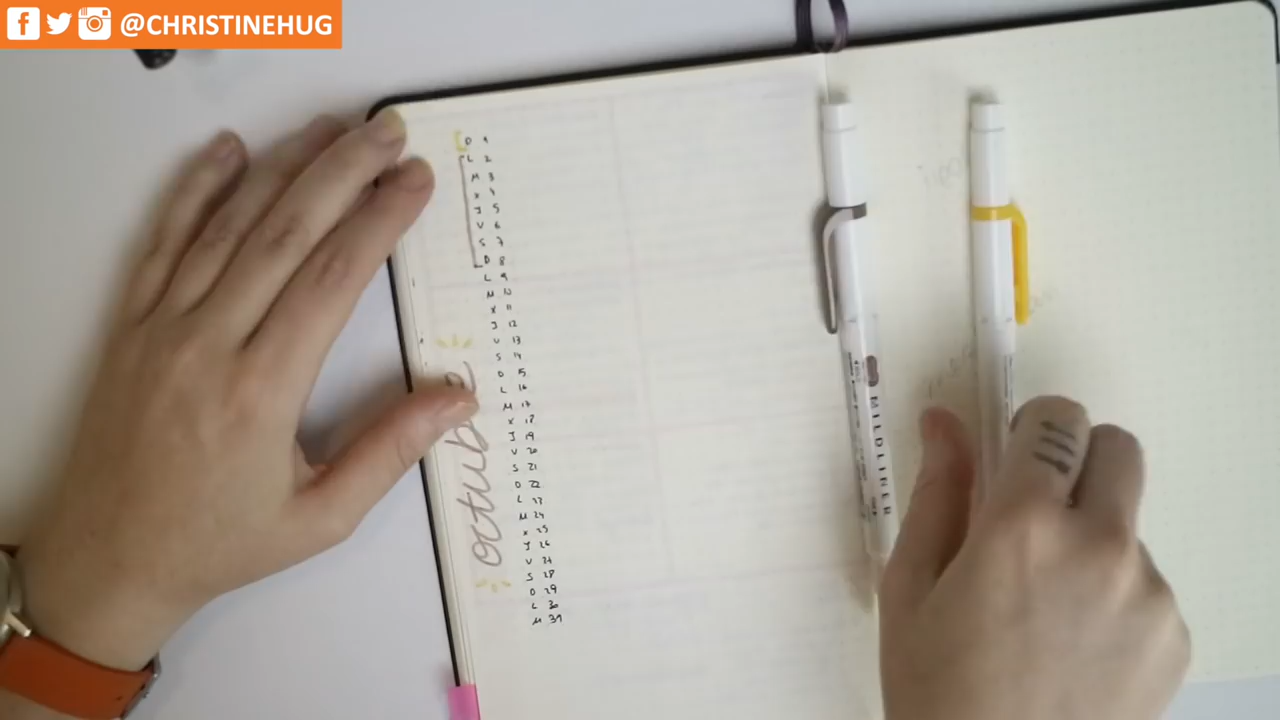 @CHRISTINEHUG
D 1
L 2
M 3
X 4
J 5
V 6
S 7
D 8
L 9
M 10
X 11
J 12
V 13
S 14
D 15
L 16
M 17
X 18
J 19
V 20
S 21
D 22
L 23
M 24
X 25
J 26
V 27
S 28
D 29
L 30
M 31
octubre
MILDLINER